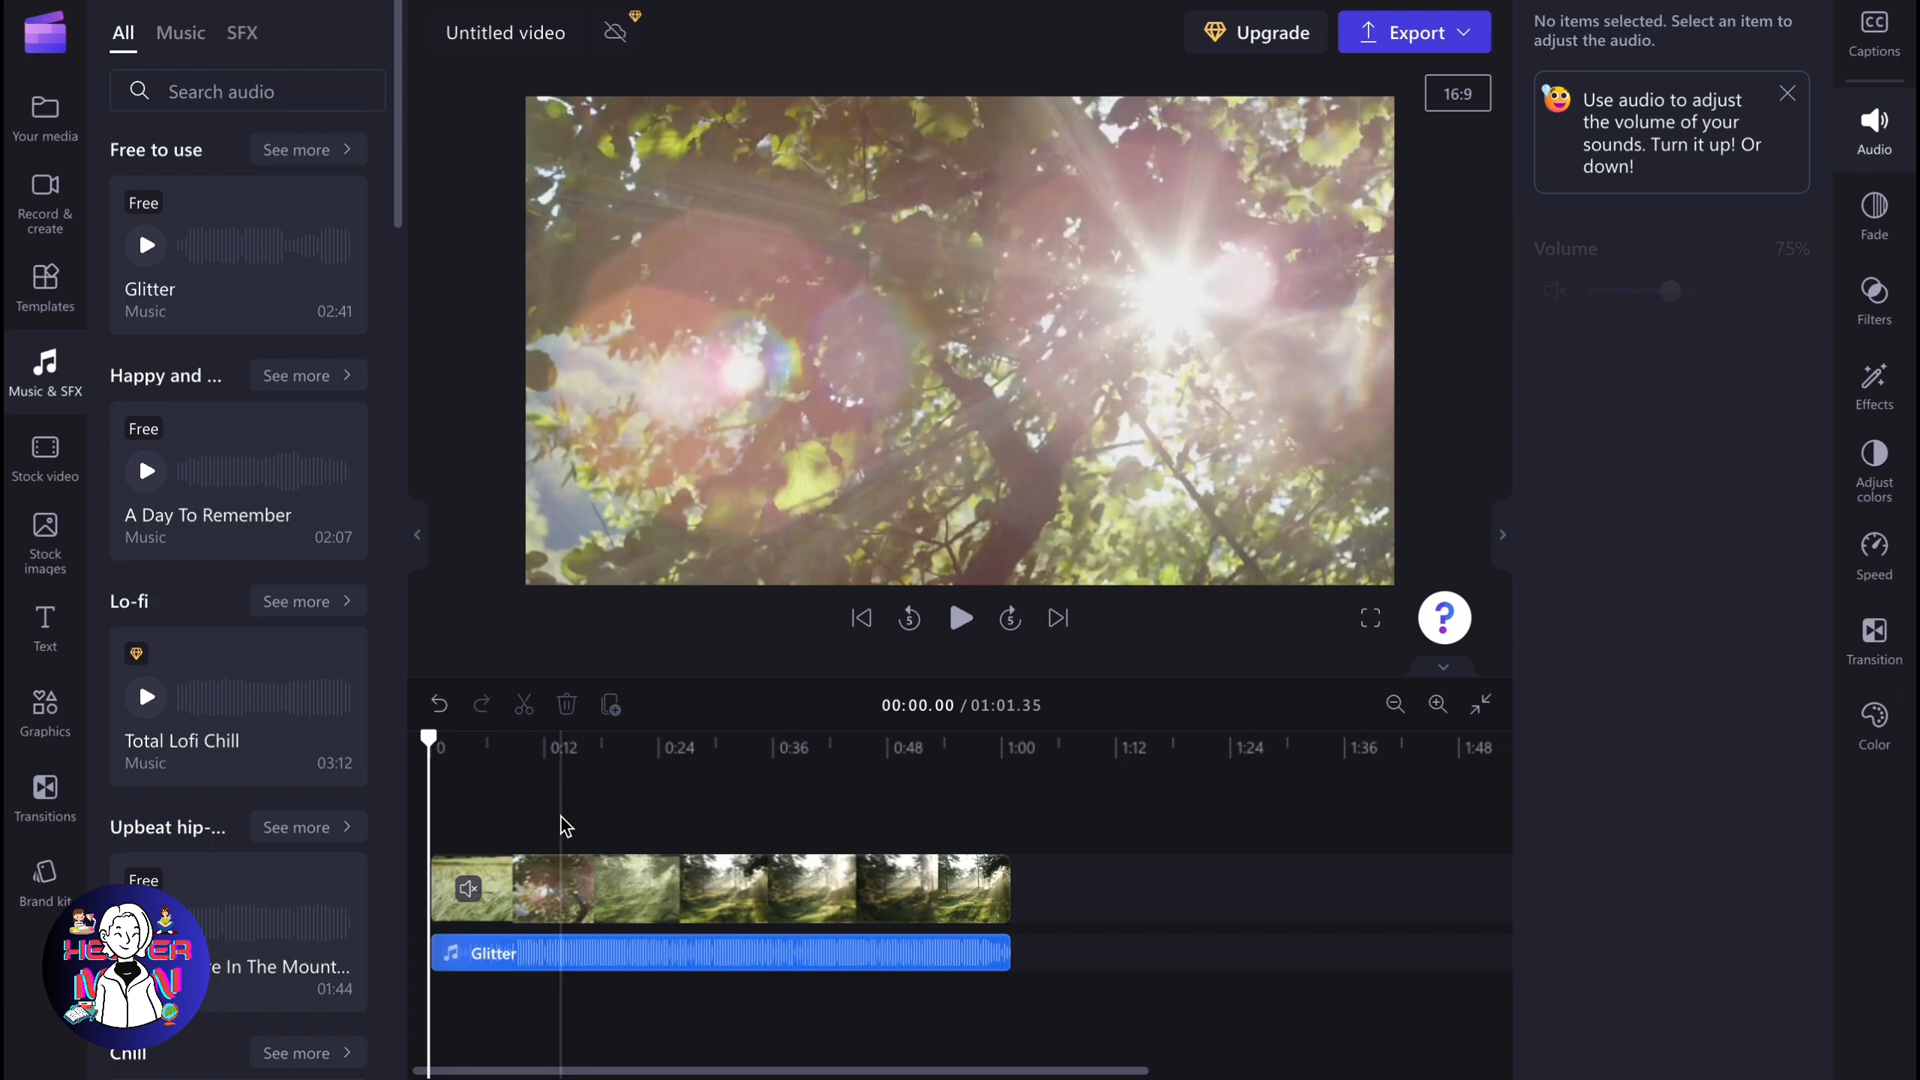 All
Music
SFX
Search audio
Your media
Record &
create
Templates
Music & SFX
Stock video
Stock
images
Text
Graphics
Transitions
Brand kit
Free to use
See more
Free
Glitter
Music
02:41
Happy and ...
See more
Free
A Day To Remember
Music
02:07
Lo-fi
See more
Total Lofi Chill
Music
03:12
Upbeat hip-...
See more
Free
In The Mount...
01:44
Chill
See more
Untitled video
Upgrade
Export
16:9
5
5
?
00:00.00 / 01:01.35
0
0:12
0:24
0:36
0:48
1:00
1:12
1:24
1:36
1:48
Glitter
No items selected. Select an item to
adjust the audio.
Use audio to adjust
the volume of your
sounds. Turn it up! Or
down!
Volume
75%
CC
Captions
Audio
Fade
Filters
Effects
Adjust
colors
Speed
Transition
Color